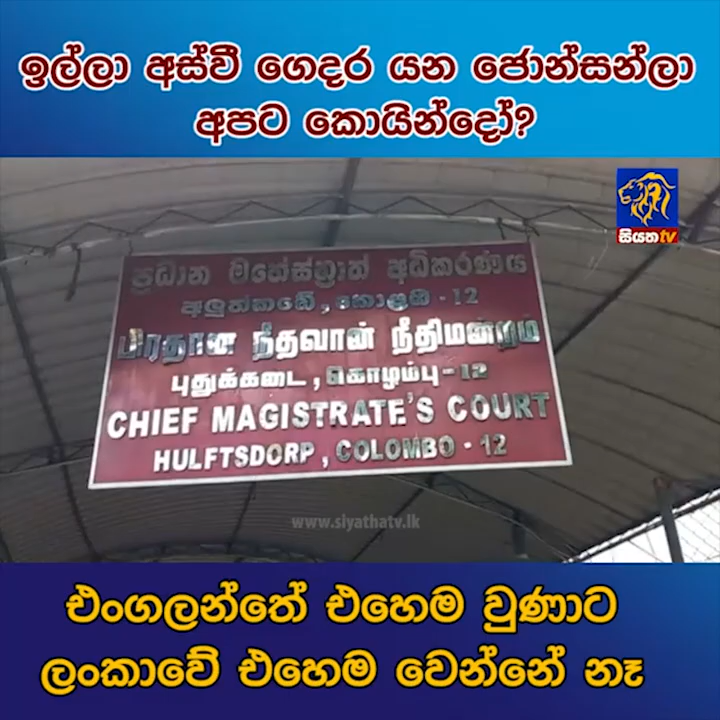 ඉල්ලා අස්වී ගෙදර යන ජොන්සන්ලා
අපට කොයින්දෝ?
සියත tv
ප්‍රධාන මහේස්ත්‍රාත් අධිකරණය
අලුත්කඩේ, කොළඹ - 12
பிரதான நீதவான் நீதிமன்றம்
புதுக்கடை, கொழம்பு - 12
CHIEF MAGISTRATE'S COURT
HULFTSDORP, COLOMBO - 12
www.siyathatv.lk
එංගලන්තේ එහෙම වුණාට
ලංකාවේ එහෙම වෙන්නේ නෑ